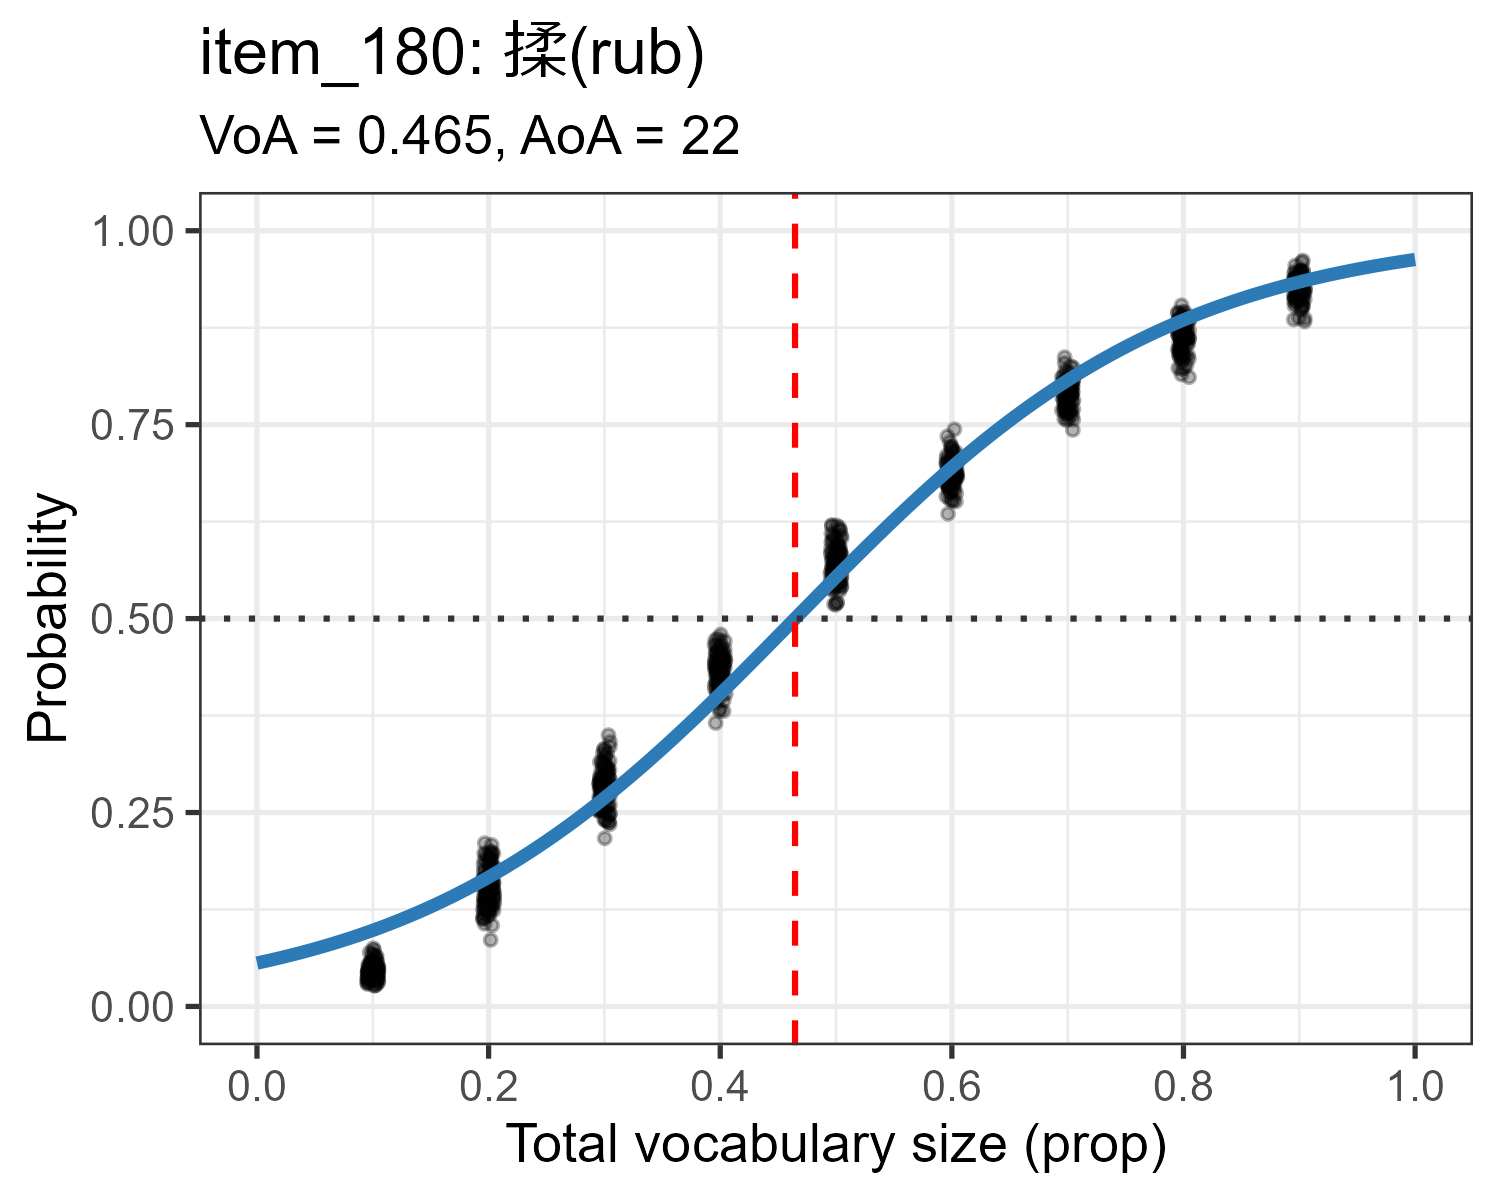 item_180: 揉(rub)
VoA = 0.465, AoA = 22
1.00
0.75
0.50
0.25
0.00
Probability
0.0 0.2 0.4 0.6 0.8 1.0
Total vocabulary size (prop)